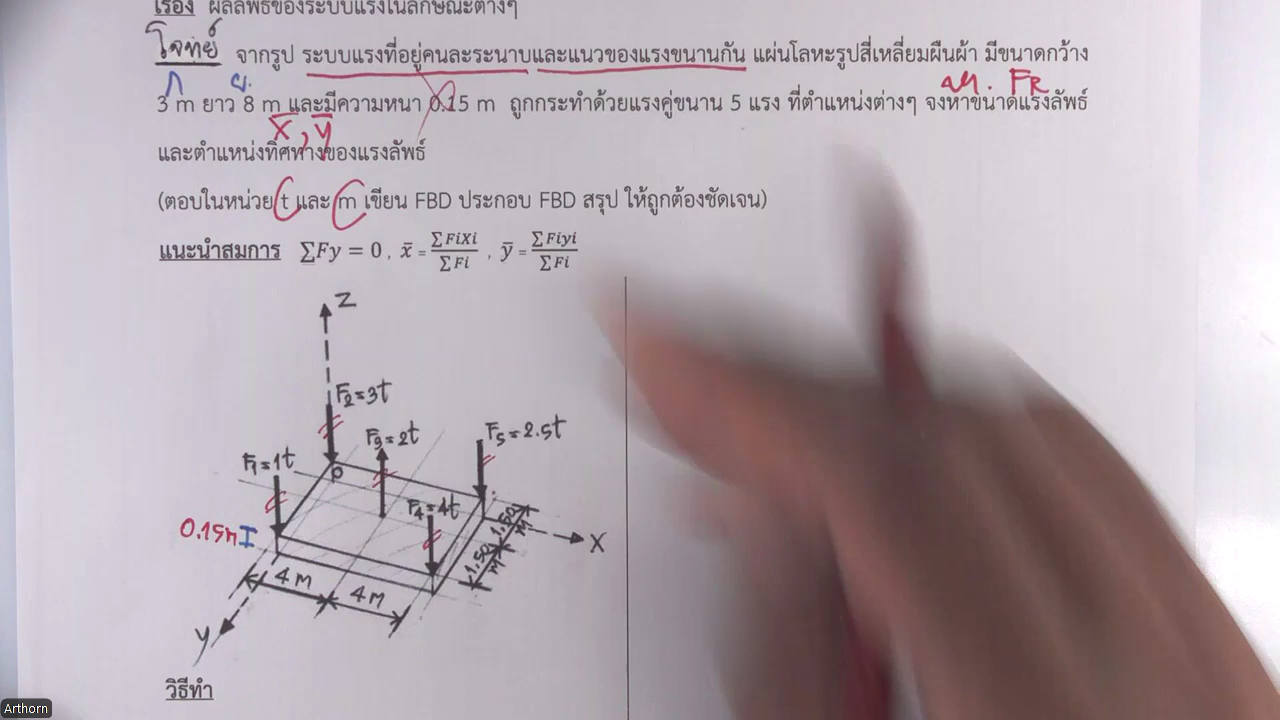 เรื่อง ผลลัพธ์ของระบบแรงในลักษณะต่างๆ
โจทย์ จากรูป ระบบแรงที่อยู่คนละระนาบและแนวของแรงขนานกัน แผ่นโลหะรูปสี่เหลี่ยมผืนผ้า มีขนาดกว้าง
ก ย. FR
3 m ยาว 8 m และมีความหนา 0.15 m ถูกกระทำด้วยแรงคู่ขนาน 5 แรง ที่ตำแหน่งต่างๆ จงหาขนาดแรงลัพธ์
x̄, ȳ
และตำแหน่งทิศทางของแรงลัพธ์
(ตอบในหน่วย t และ m เขียน FBD ประกอบ FBD สรุป ให้ถูกต้องชัดเจน)
แนะนำสมการ ∑Fy = 0 , x̄ = ∑FiXi / ∑Fi , ȳ = ∑Fiyi / ∑Fi
Z
F2=3t
F3=2t
F5=2.5t
F1=1t
0
F4=4t
0.15m
X
1.50 m
1.50 m
4 m
4 m
y
วิธีทำ
Arthorn